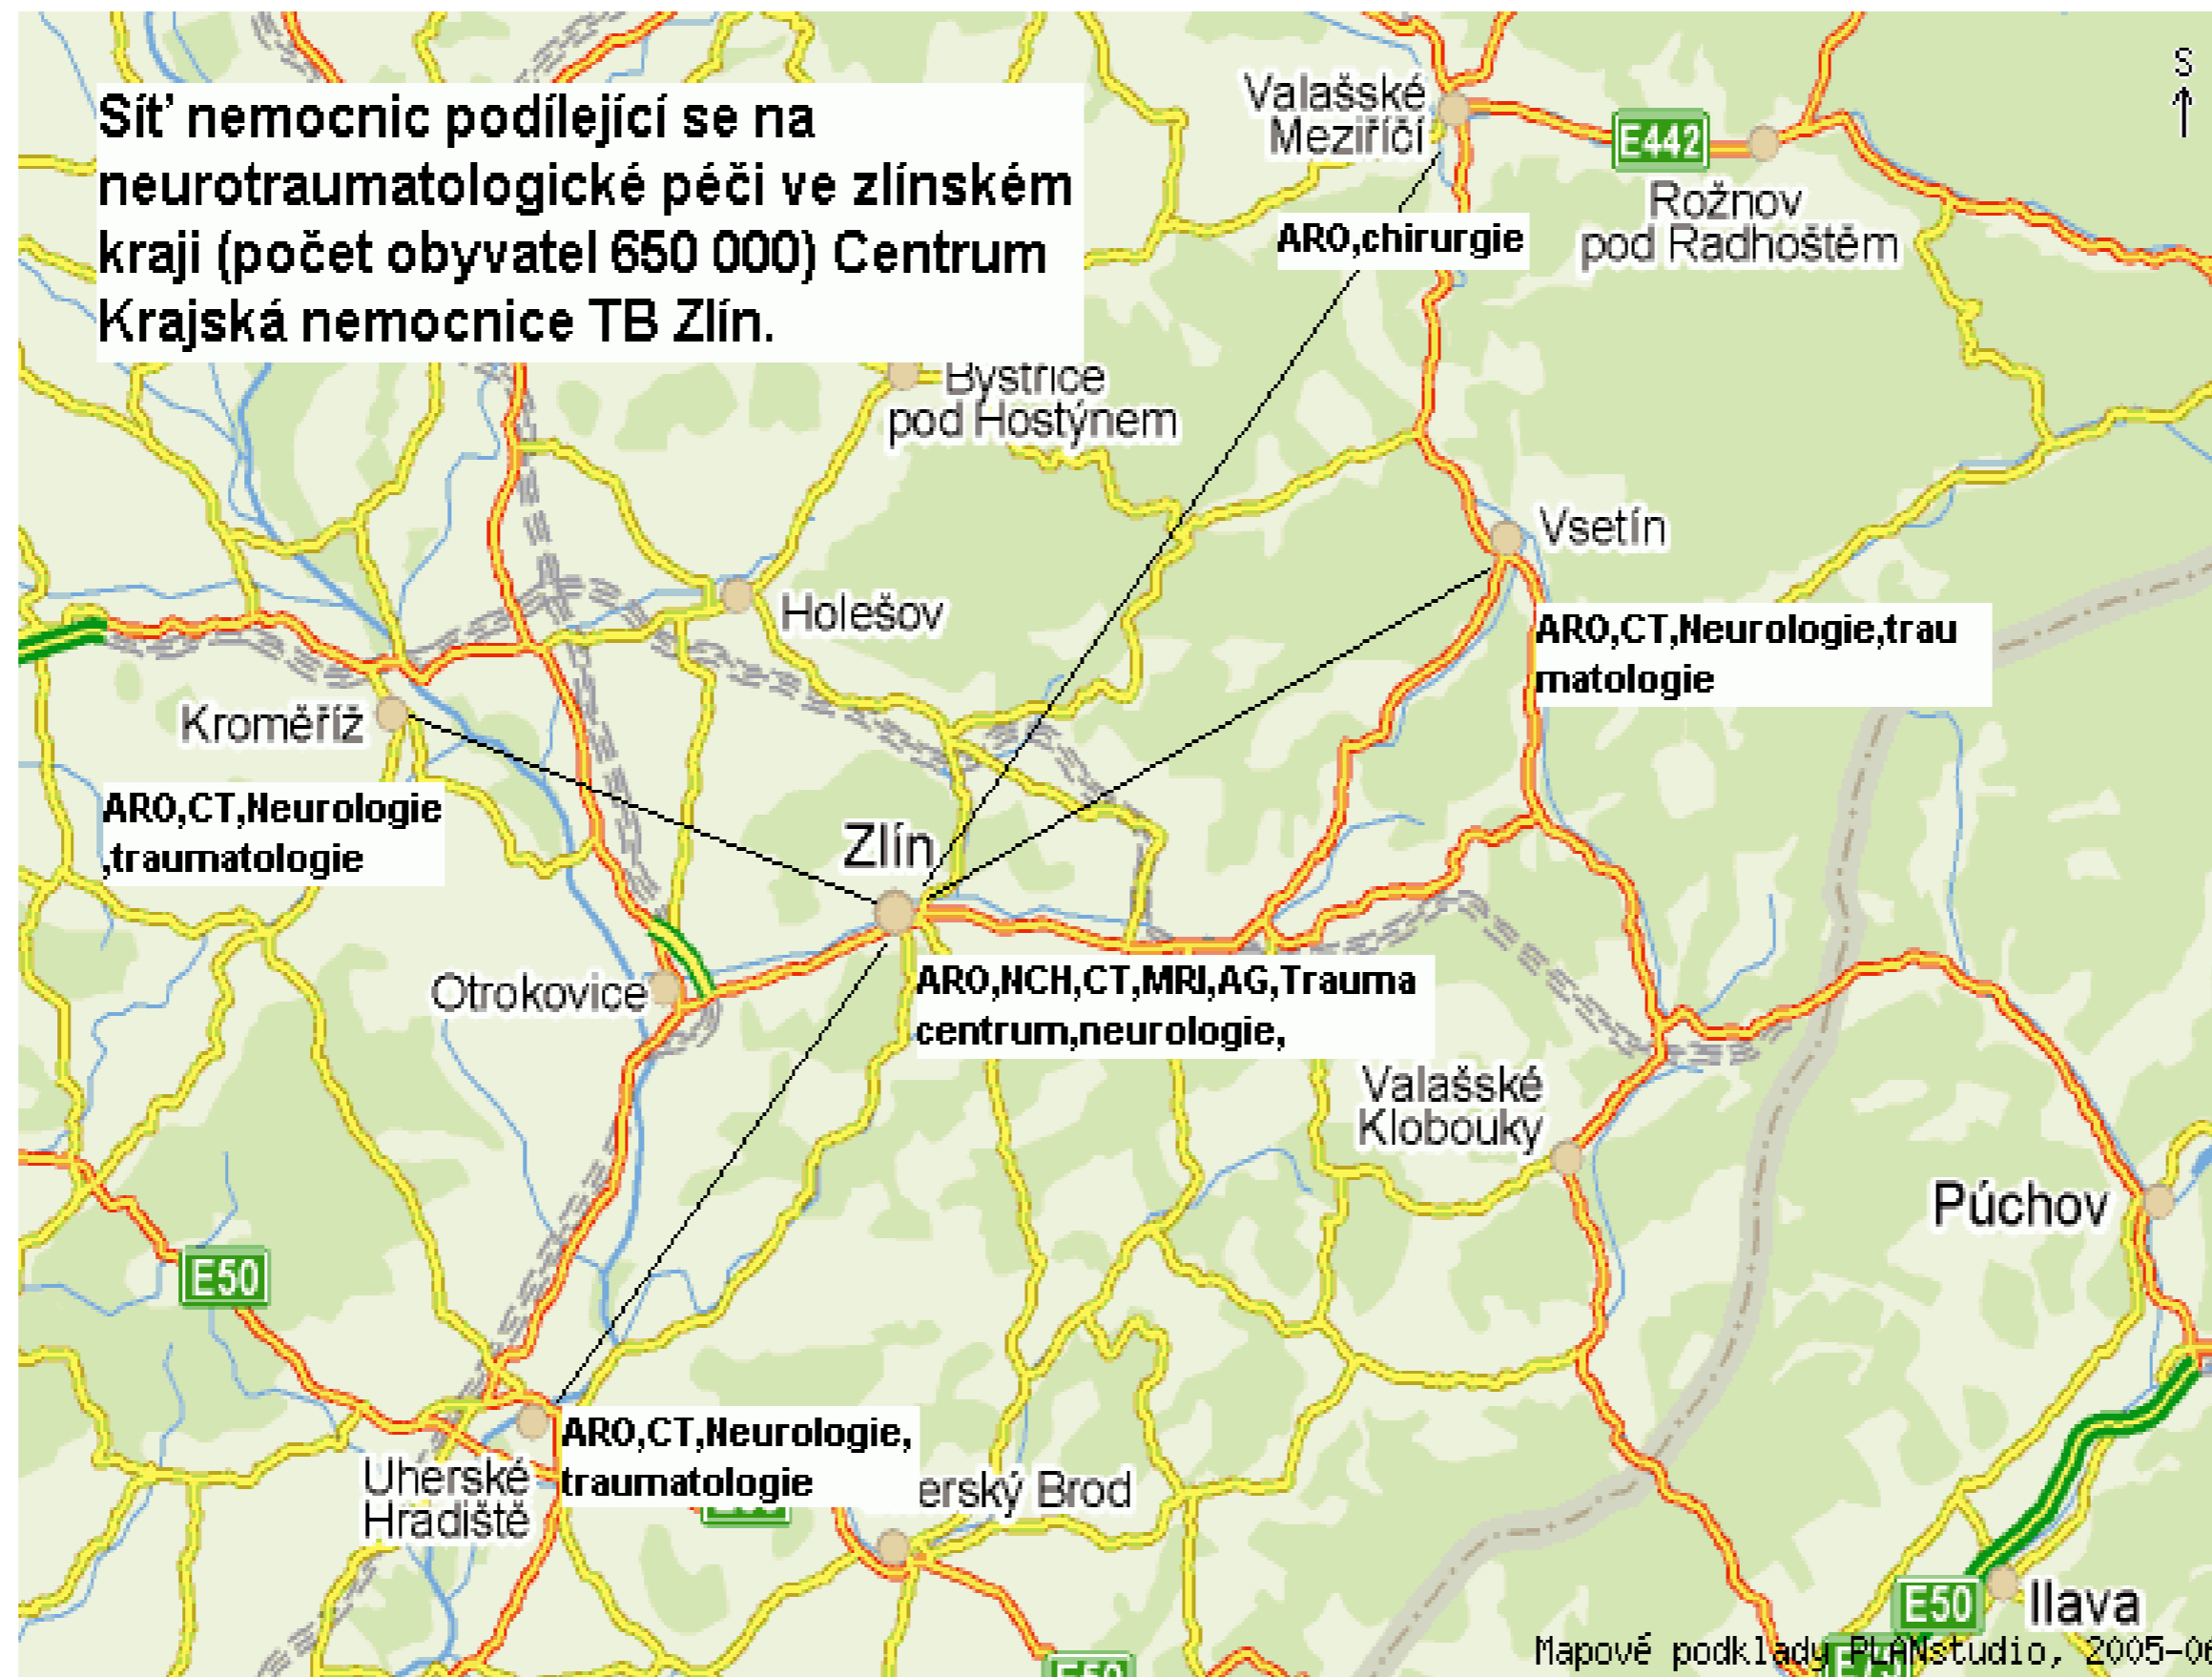 Síť nemocnic podílející se na
neurotraumatologické péči ve zlínském
kraji (počet obyvatel 650 000) Centrum
Krajská nemocnice TB Zlín.
S
Valašské
Meziříčí
E442
Rožnov
pod Radhoštěm
ARO,chirurgie
Bystřice
pod Hostýnem
Vsetín
Holešov
ARO,CT,Neurologie,trau
matologie
Kroměříž
ARO,CT,Neurologie
,traumatologie
Zlín
Otrokovice
ARO,NCH,CT,MRI,AG,Trauma
centrum,neurologie,
Valašské
Klobouky
Púchov
E50
ARO,CT,Neurologie,
traumatologie
Uherské
Hradiště
erský Brod
E50
Ilava
E50
Mapové podklady PLANstudio, 2005-06